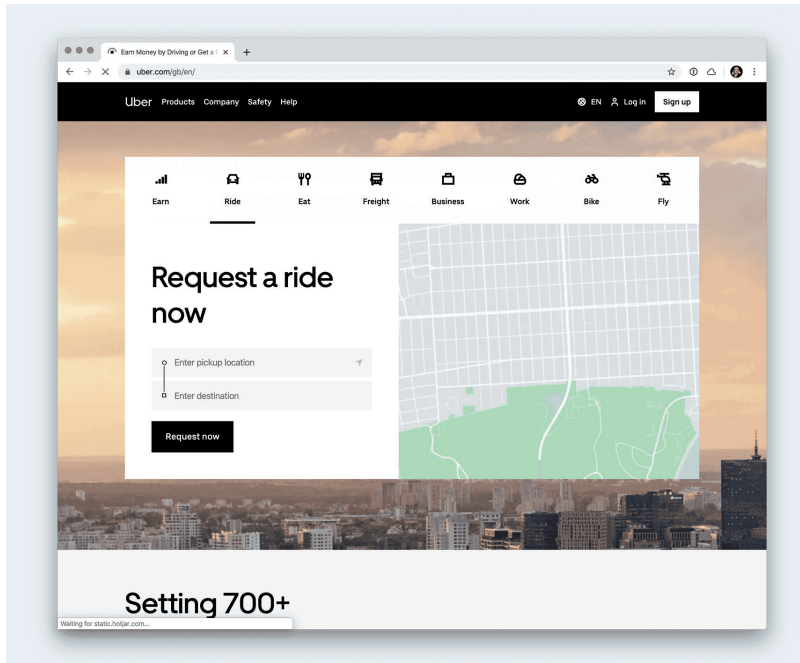 Earn Money by Driving or Get a
uber.com/gb/en/
Uber Products Company Safety Help
EN Log in Sign up
Earn Ride Eat Freight Business Work Bike Fly
Request a ride
now
Enter pickup location
Enter destination
Request now
Setting 700+
Waiting for static.hotjar.com...